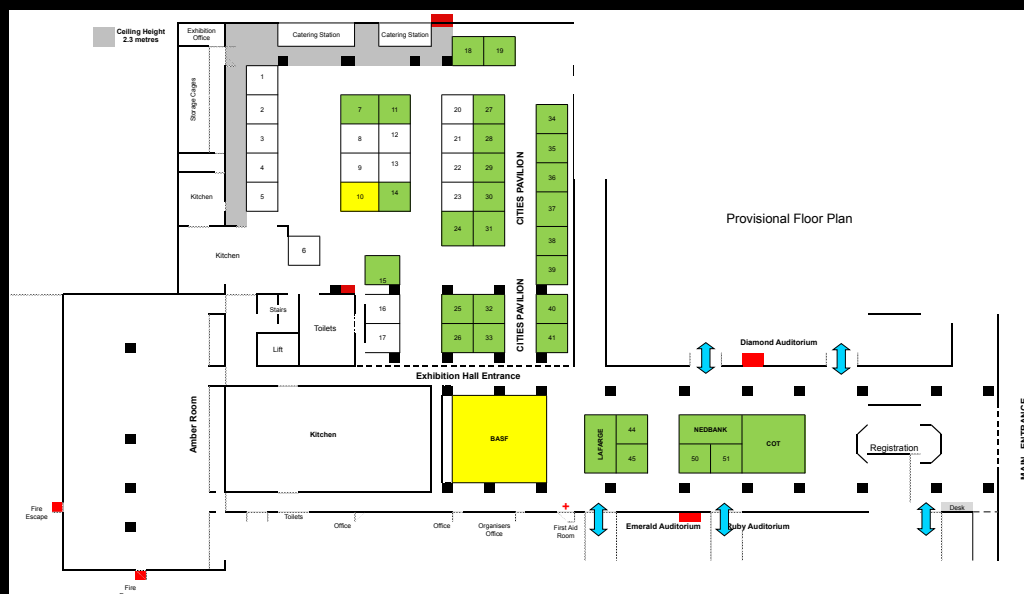 Ceiling Height
2.3 metres
Exhibition
Office
Catering Station
Catering Station
18
19
Storage Cages
1
2
3
4
5
7
11
8
12
9
13
10
14
20
27
21
28
22
29
23
30
24
31
CITIES PAVILION
34
35
36
37
38
39
Provisional Floor Plan
Kitchen
Kitchen
6
15
16
17
25
32
26
33
CITIES PAVILION
40
41
Stairs
Lift
Toilets
Diamond Auditorium
Exhibition Hall Entrance
Amber Room
Kitchen
BASF
LAFARGE
44
45
NEDBANK
50
51
COT
Registration
MAIN ENTRANCE
Fire
Escape
Toilets
Office
Office
Organisers
Office
First Aid
Room
Emerald Auditorium
Ruby Auditorium
Desk
Fire